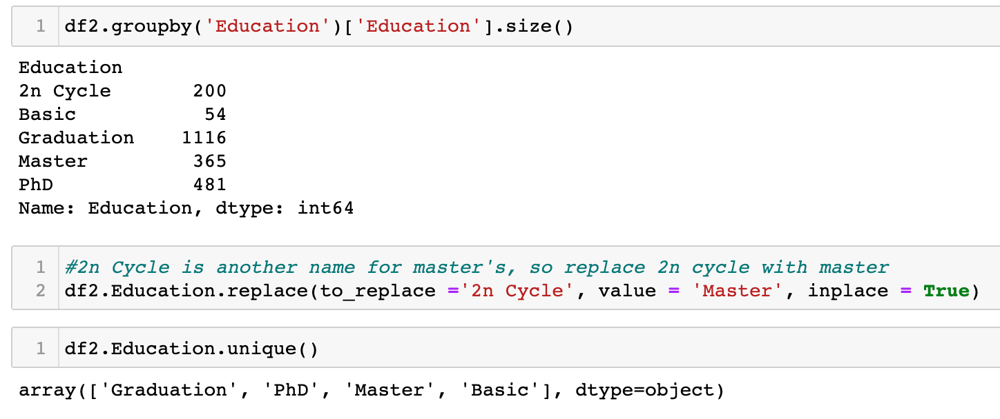 1 df2.groupby('Education')['Education'].size()
Education
2n Cycle 200
Basic 54
Graduation 1116
Master 365
PhD 481
Name: Education, dtype: int64
1 #2n Cycle is another name for master's, so replace 2n cycle with master
2 df2.Education.replace(to_replace ='2n Cycle', value = 'Master', inplace = True)
1 df2.Education.unique()
array(['Graduation', 'PhD', 'Master', 'Basic'], dtype=object)